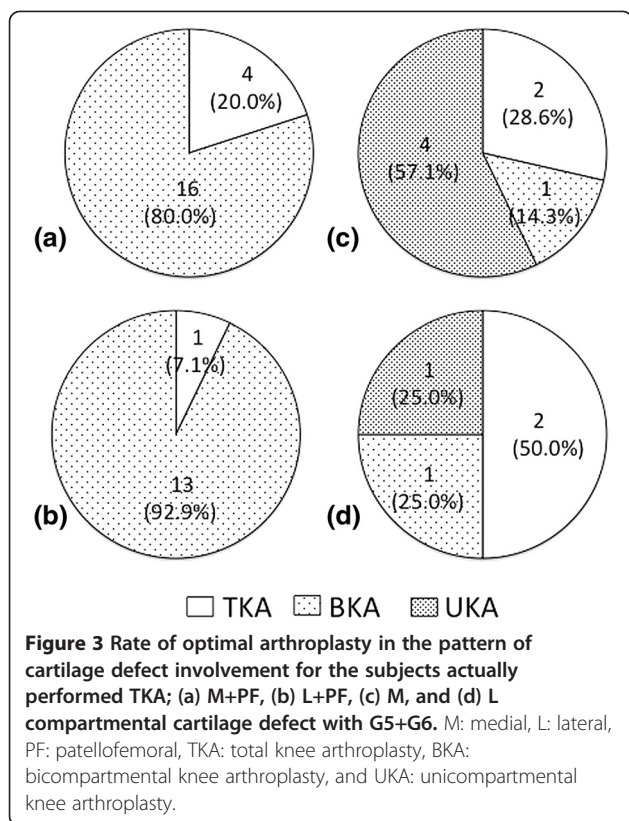 4
(20.0%)
16
(80.0%)
(a)
2
(28.6%)
4
(57.1%)
1
(14.3%)
(c)
1
(7.1%)
13
(92.9%)
(b)
1
(25.0%)
2
(50.0%)
1
(25.0%)
(d)
TKA BKA UKA
Figure 3 Rate of optimal arthroplasty in the pattern of
cartilage defect involvement for the subjects actually
performed TKA; (a) M+PF, (b) L+PF, (c) M, and (d) L
compartmental cartilage defect with G5+G6. M: medial, L: lateral,
PF: patellofemoral, TKA: total knee arthroplasty, BKA:
bicompartmental knee arthroplasty, and UKA: unicompartmental
knee arthroplasty.